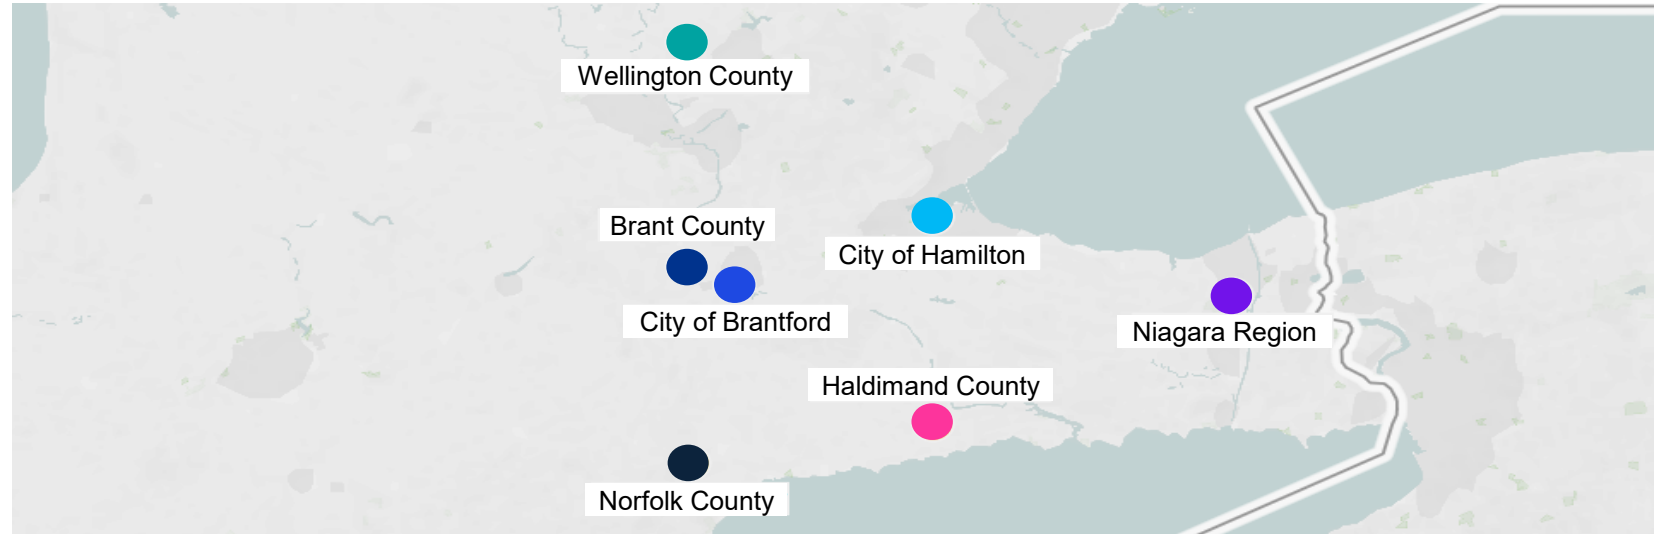 Wellington County
Brant County
City of Hamilton
City of Brantford
Niagara Region
Haldimand County
Norfolk County